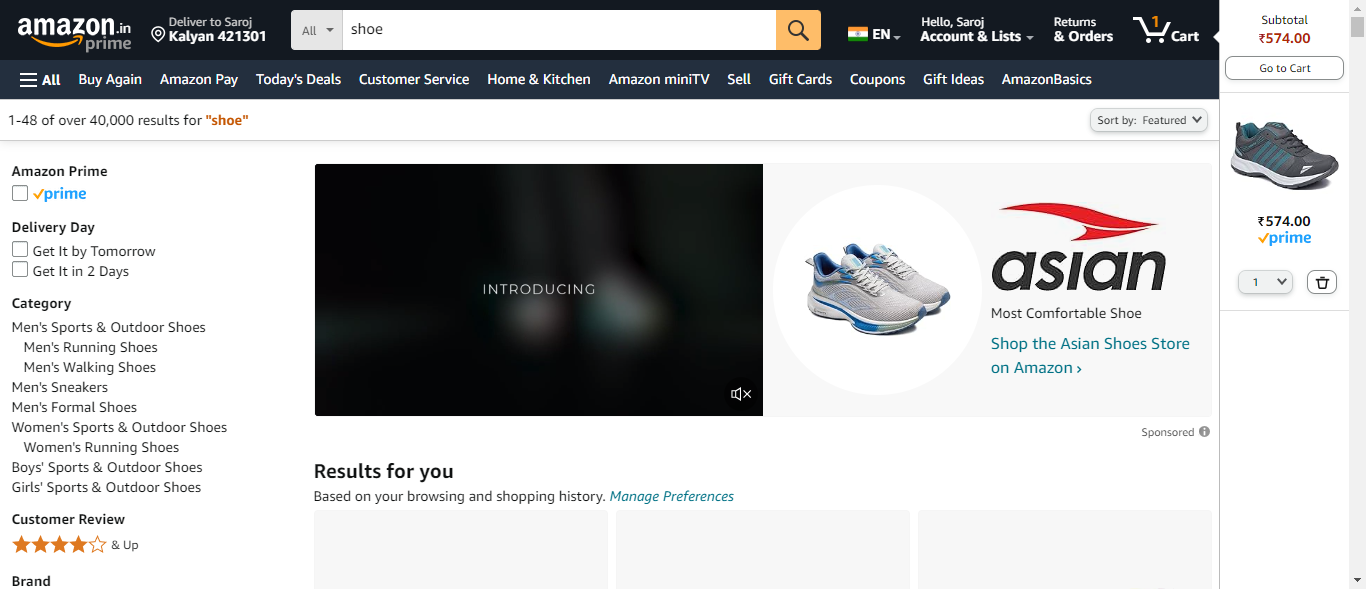 amazon.in
prime
Deliver to Saroj
Kalyan 421301
All
shoe
EN
Hello, Saroj
Account & Lists
Returns
& Orders
1
Cart
All
Buy Again
Amazon Pay
Today's Deals
Customer Service
Home & Kitchen
Amazon miniTV
Sell
Gift Cards
Coupons
Gift Ideas
AmazonBasics
Subtotal
₹574.00
Go to Cart
₹574.00
prime
1
1-48 of over 40,000 results for "shoe"
Sort by: Featured
Amazon Prime
prime
Delivery Day
Get It by Tomorrow
Get It in 2 Days
Category
Men's Sports & Outdoor Shoes
Men's Running Shoes
Men's Walking Shoes
Men's Sneakers
Men's Formal Shoes
Women's Sports & Outdoor Shoes
Women's Running Shoes
Boys' Sports & Outdoor Shoes
Girls' Sports & Outdoor Shoes
Customer Review
& Up
Brand
INTRODUCING
asian
Most Comfortable Shoe
Shop the Asian Shoes Store
on Amazon ›
Sponsored
Results for you
Based on your browsing and shopping history. Manage Preferences